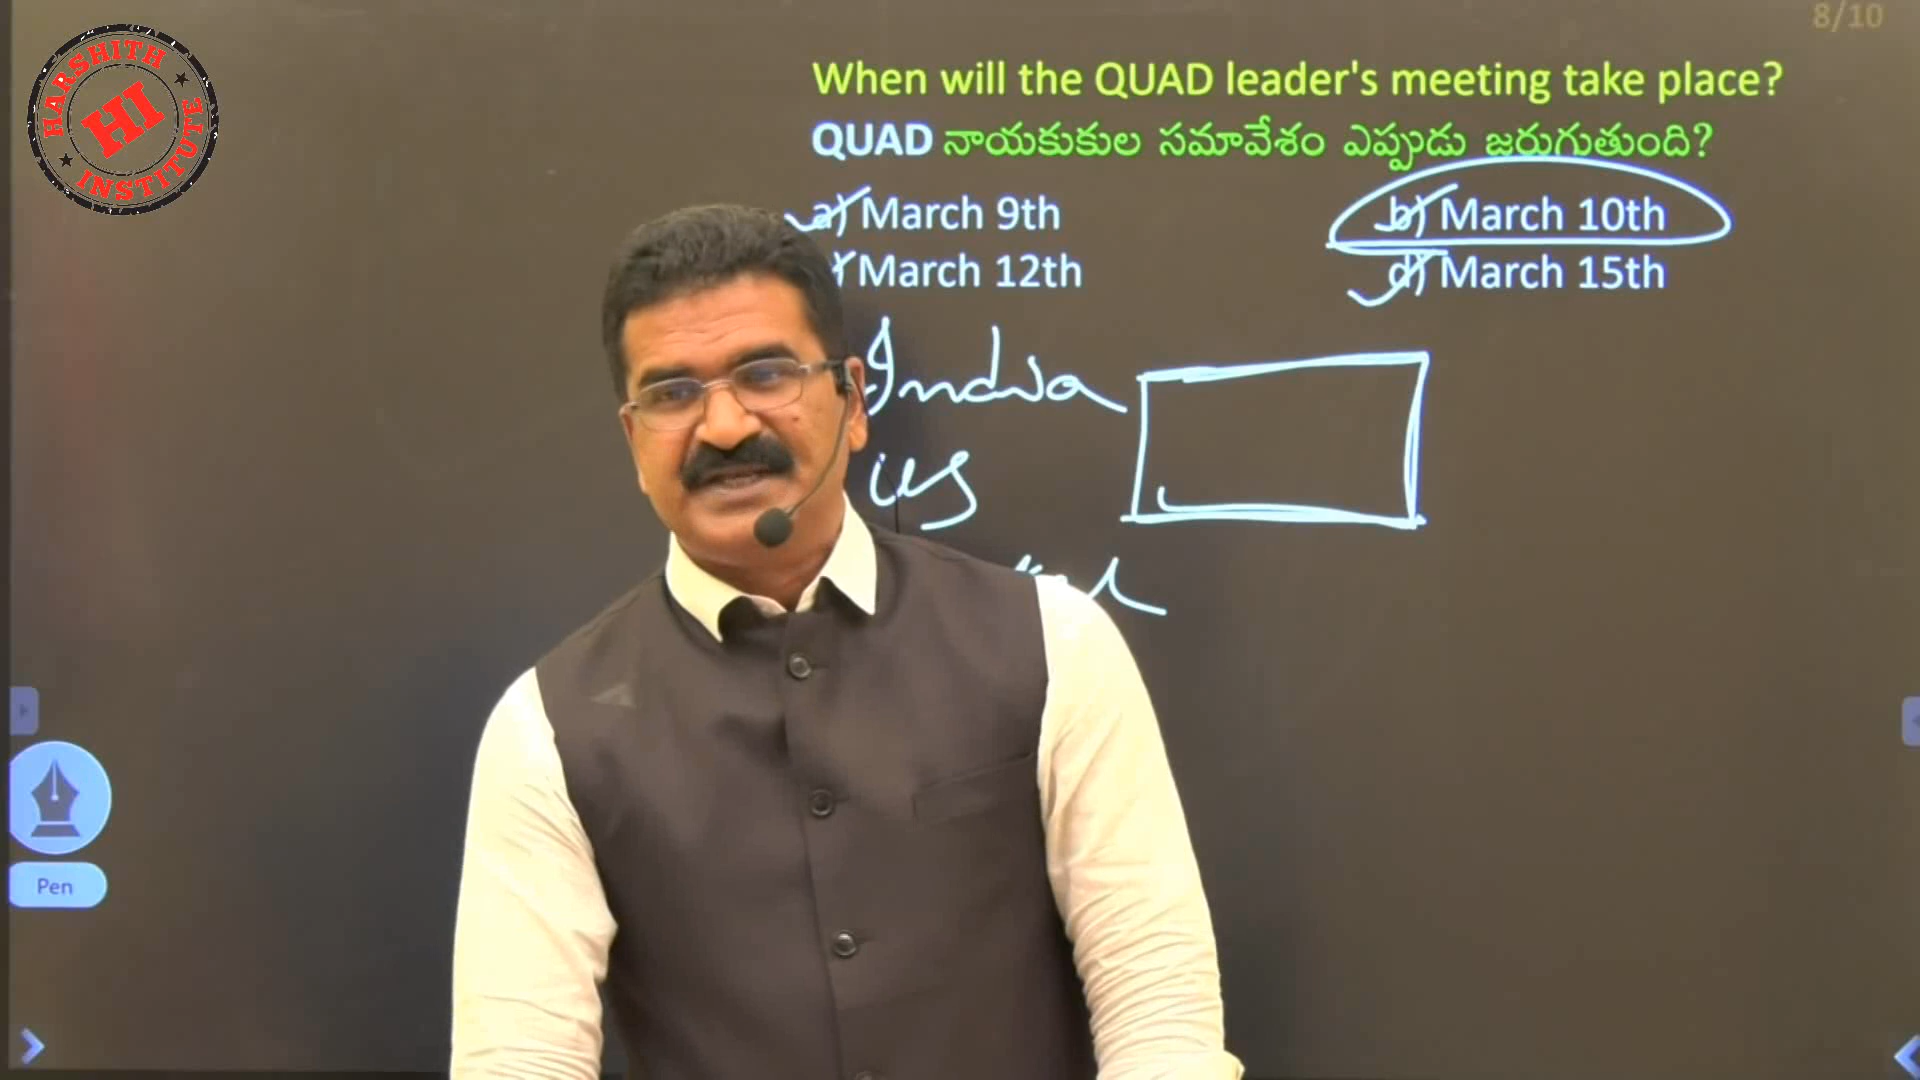 8/10
HARSHITH
HI
INSTITUTE
When will the QUAD leader's meeting take place?
QUAD నాయకుకుల సమావేశం ఎప్పుడు జరుగుతుంది?
a) March 9th b) March 10th
March 12th d) March 15th
India
us
Pen